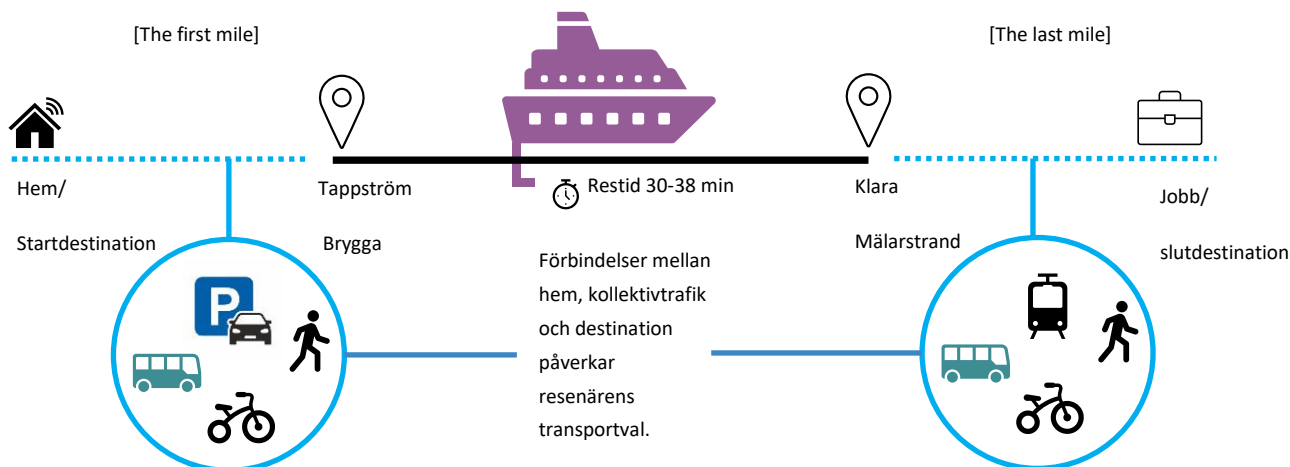 [The first mile]
[The last mile]
Hem/
Startdestination
Tappström
Brygga
Restid 30-38 min
Klara
Mälarstrand
Jobb/
slutdestination
P
Förbindelser mellan
hem, kollektivtrafik
och destination
påverkar
resenärens
transportval.